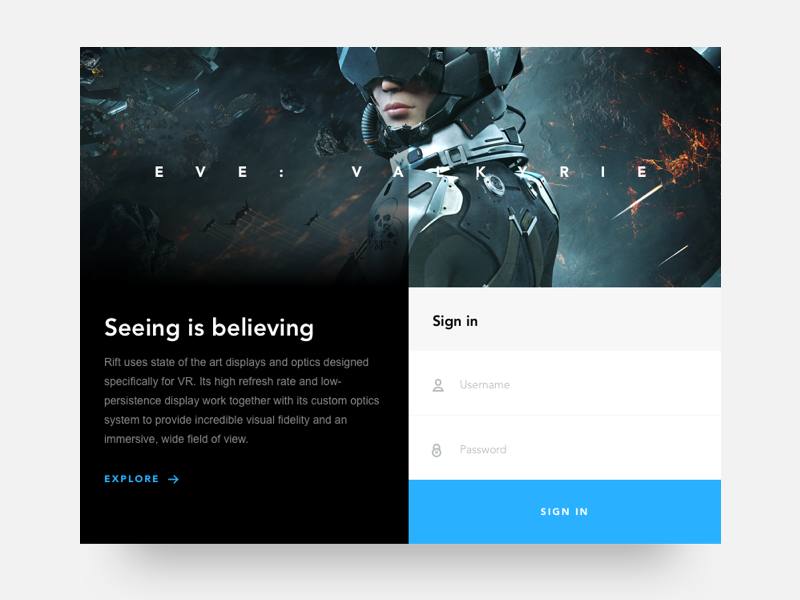 EVE: VALKYRIE
Seeing is believing
Rift uses state of the art displays and optics designed
specifically for VR. Its high refresh rate and low-
persistence display work together with its custom optics
system to provide incredible visual fidelity and an
immersive, wide field of view.
EXPLORE
Sign in
Username
Password
SIGN IN